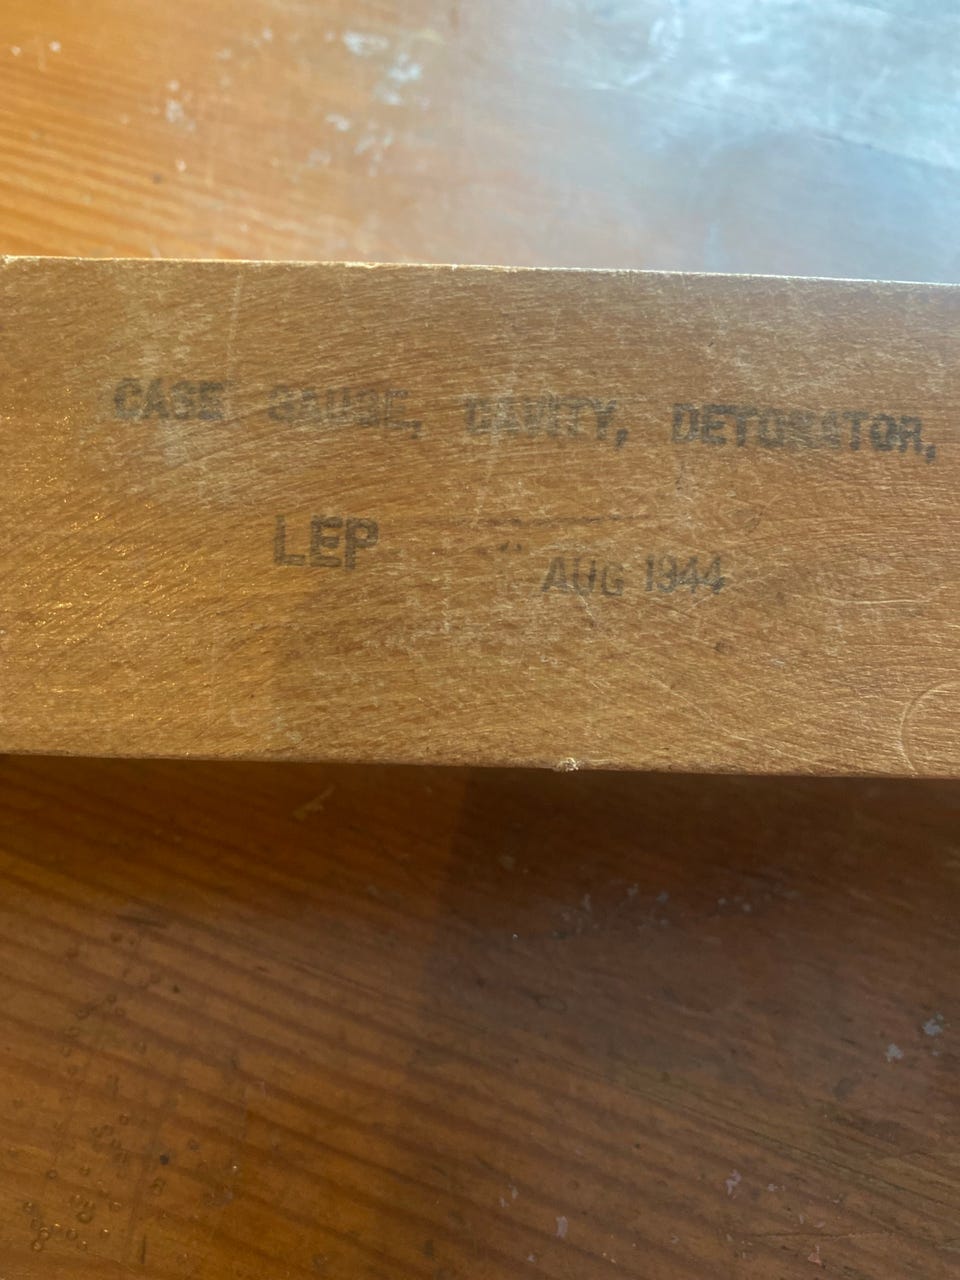 CASE GAUGE, CAVITY, DETONATOR,
LEP AUG 1944